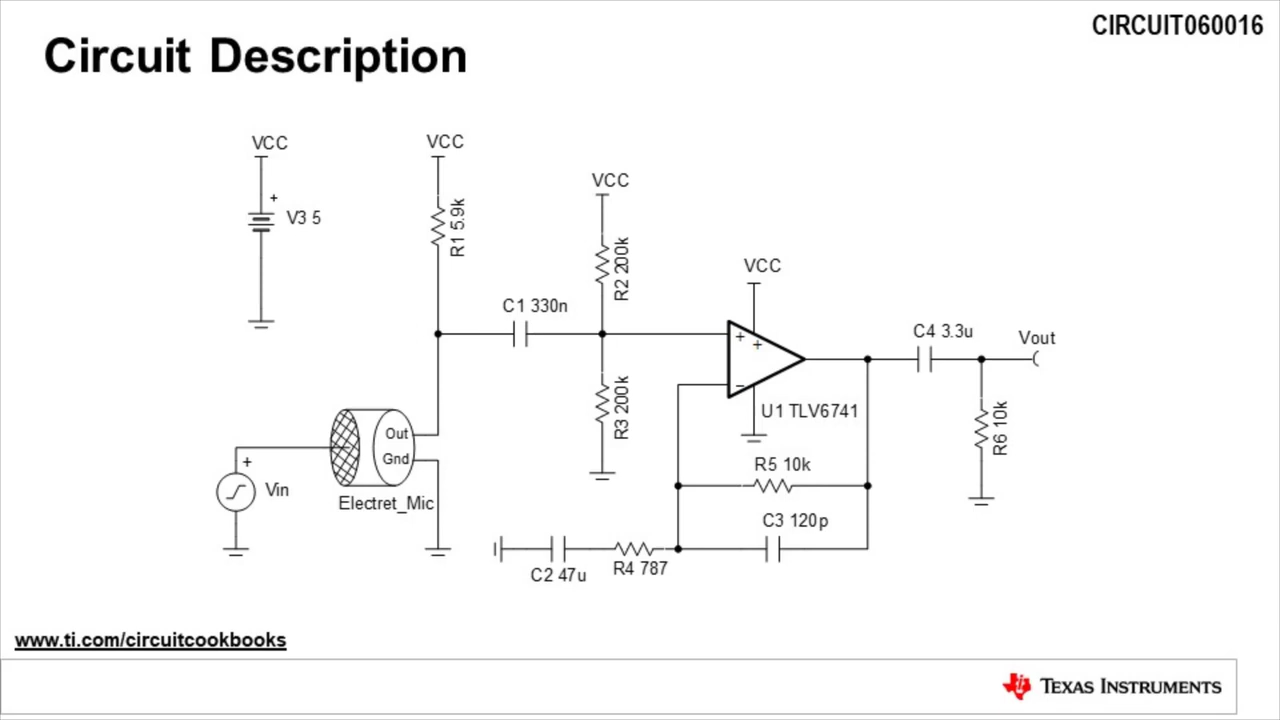 CIRCUIT060016
Circuit Description
VCC
+
V3 5
VCC
R1 5.9k
VCC
R2 200k
C1 330n
R3 200k
VCC
+
+
−
U1 TLV6741
C4 3.3u
Vout
R6 10k
R5 10k
C3 120p
Out
Gnd
Electret_Mic
+
Vin
C2 47u
R4 787
www.ti.com/circuitcookbooks
TEXAS INSTRUMENTS